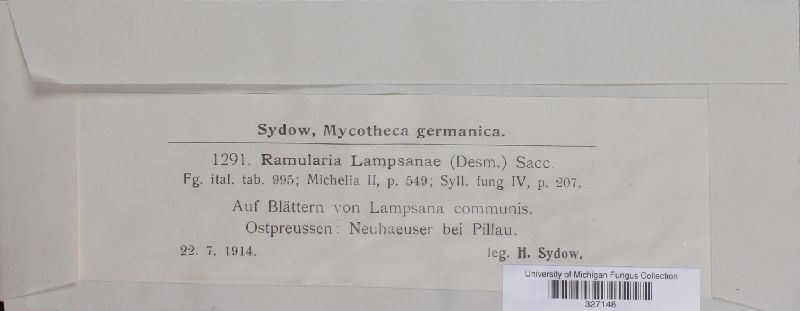 Sydow, Mycotheca germanica.
1291. Ramularia Lampsanae (Desm.) Sacc.
Fg. ital. tab. 995; Michelia II, p. 549; Syll. fung IV, p. 207.
Auf Blättern von Lampsana communis.
Ostpreussen: Neuhaeuser bei Pillau.
22. 7. 1914. leg. H. Sydow.
University of Michigan Fungus Collection
327148